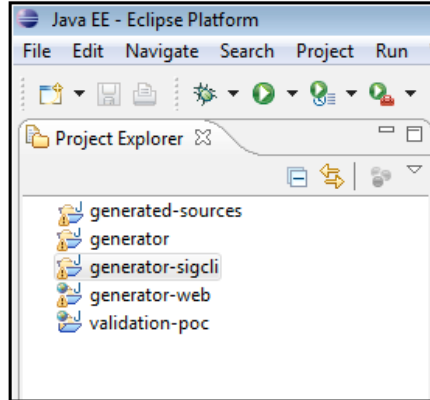 Java EE - Eclipse Platform
File Edit Navigate Search Project Run
Project Explorer
generated-sources
generator
generator-sigcli
generator-web
validation-poc